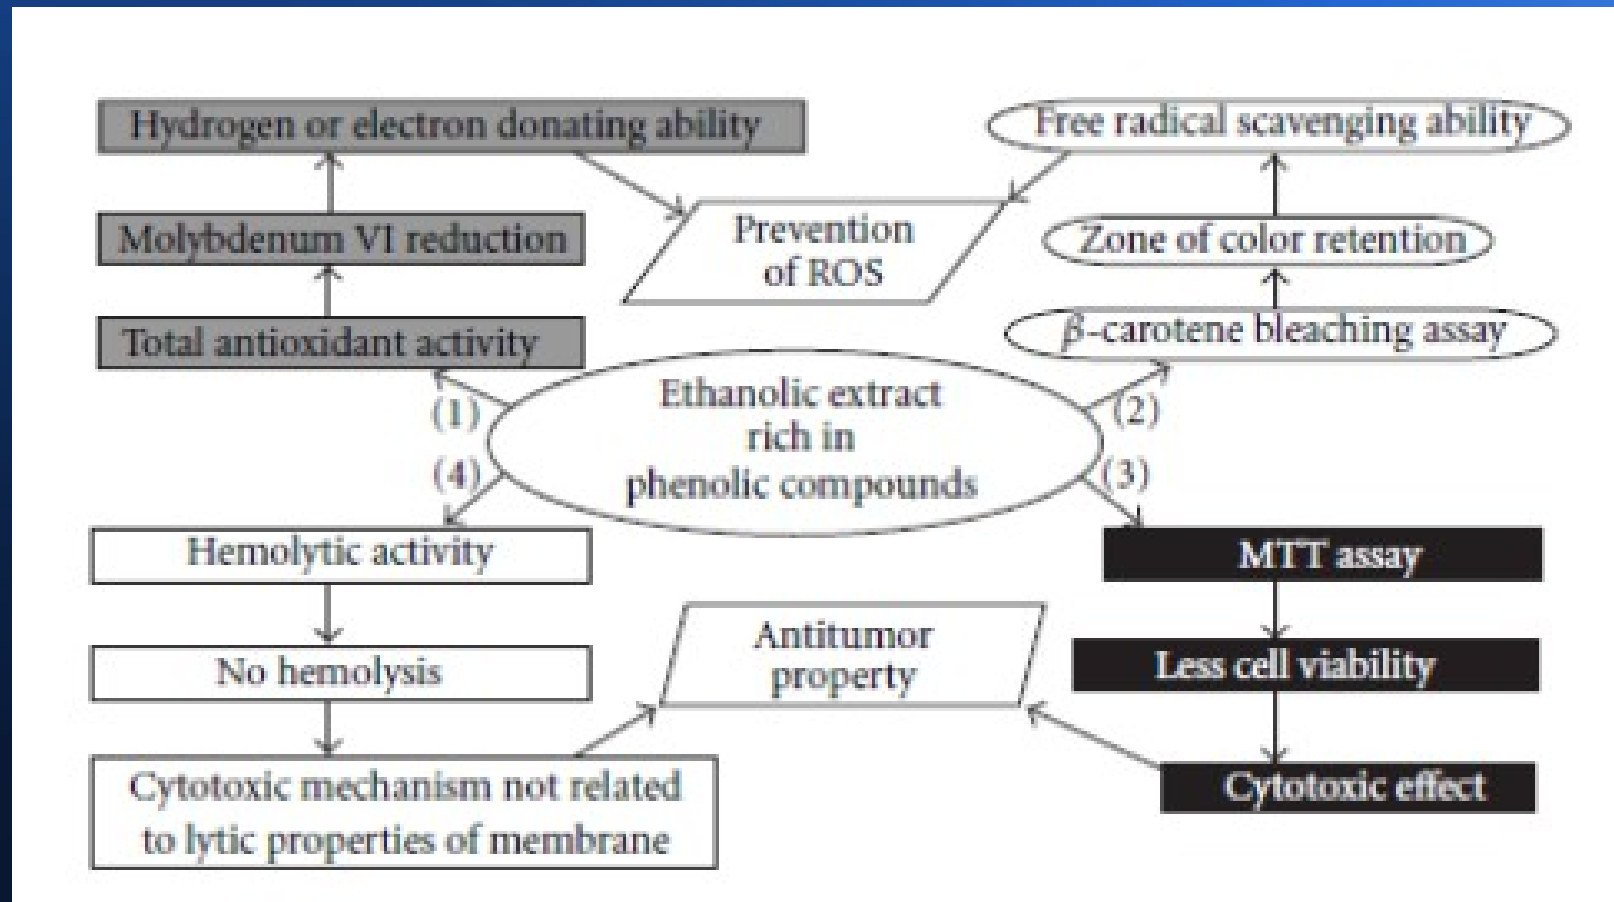 Hydrogen or electron donating ability
Free radical scavenging ability
Molybdenum VI reduction
Prevention
of ROS
Zone of color retention
Total antioxidant activity
β-carotene bleaching assay
Ethanolic extract
rich in
phenolic compounds
(1)
(2)
(4)
(3)
Hemolytic activity
MTT assay
No hemolysis
Antitumor
property
Less cell viability
Cytotoxic mechanism not related
to lytic properties of membrane
Cytotoxic effect